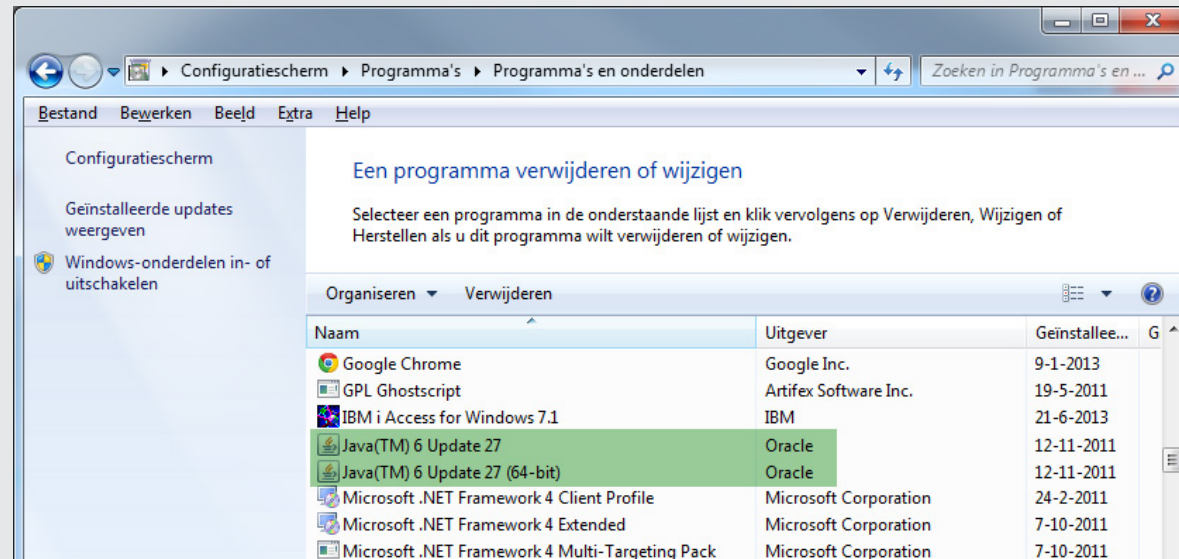 Configuratiescherm ▸ Programma's ▸ Programma's en onderdelen
Zoeken in Programma's en ...
Bestand Bewerken Beeld Extra Help
Configuratiescherm
Geïnstalleerde updates
weergeven
Windows-onderdelen in- of
uitschakelen
Een programma verwijderen of wijzigen
Selecteer een programma in de onderstaande lijst en klik vervolgens op Verwijderen, Wijzigen of
Herstellen als u dit programma wilt verwijderen of wijzigen.
Organiseren Verwijderen
Naam Uitgever Geïnstallee... G
Google Chrome Google Inc. 9-1-2013
GPL Ghostscript Artifex Software Inc. 19-5-2011
IBM i Access for Windows 7.1 IBM 21-6-2013
Java(TM) 6 Update 27 Oracle 12-11-2011
Java(TM) 6 Update 27 (64-bit) Oracle 12-11-2011
Microsoft .NET Framework 4 Client Profile Microsoft Corporation 24-2-2011
Microsoft .NET Framework 4 Extended Microsoft Corporation 7-10-2011
Microsoft .NET Framework 4 Multi-Targeting Pack Microsoft Corporation 7-10-2011